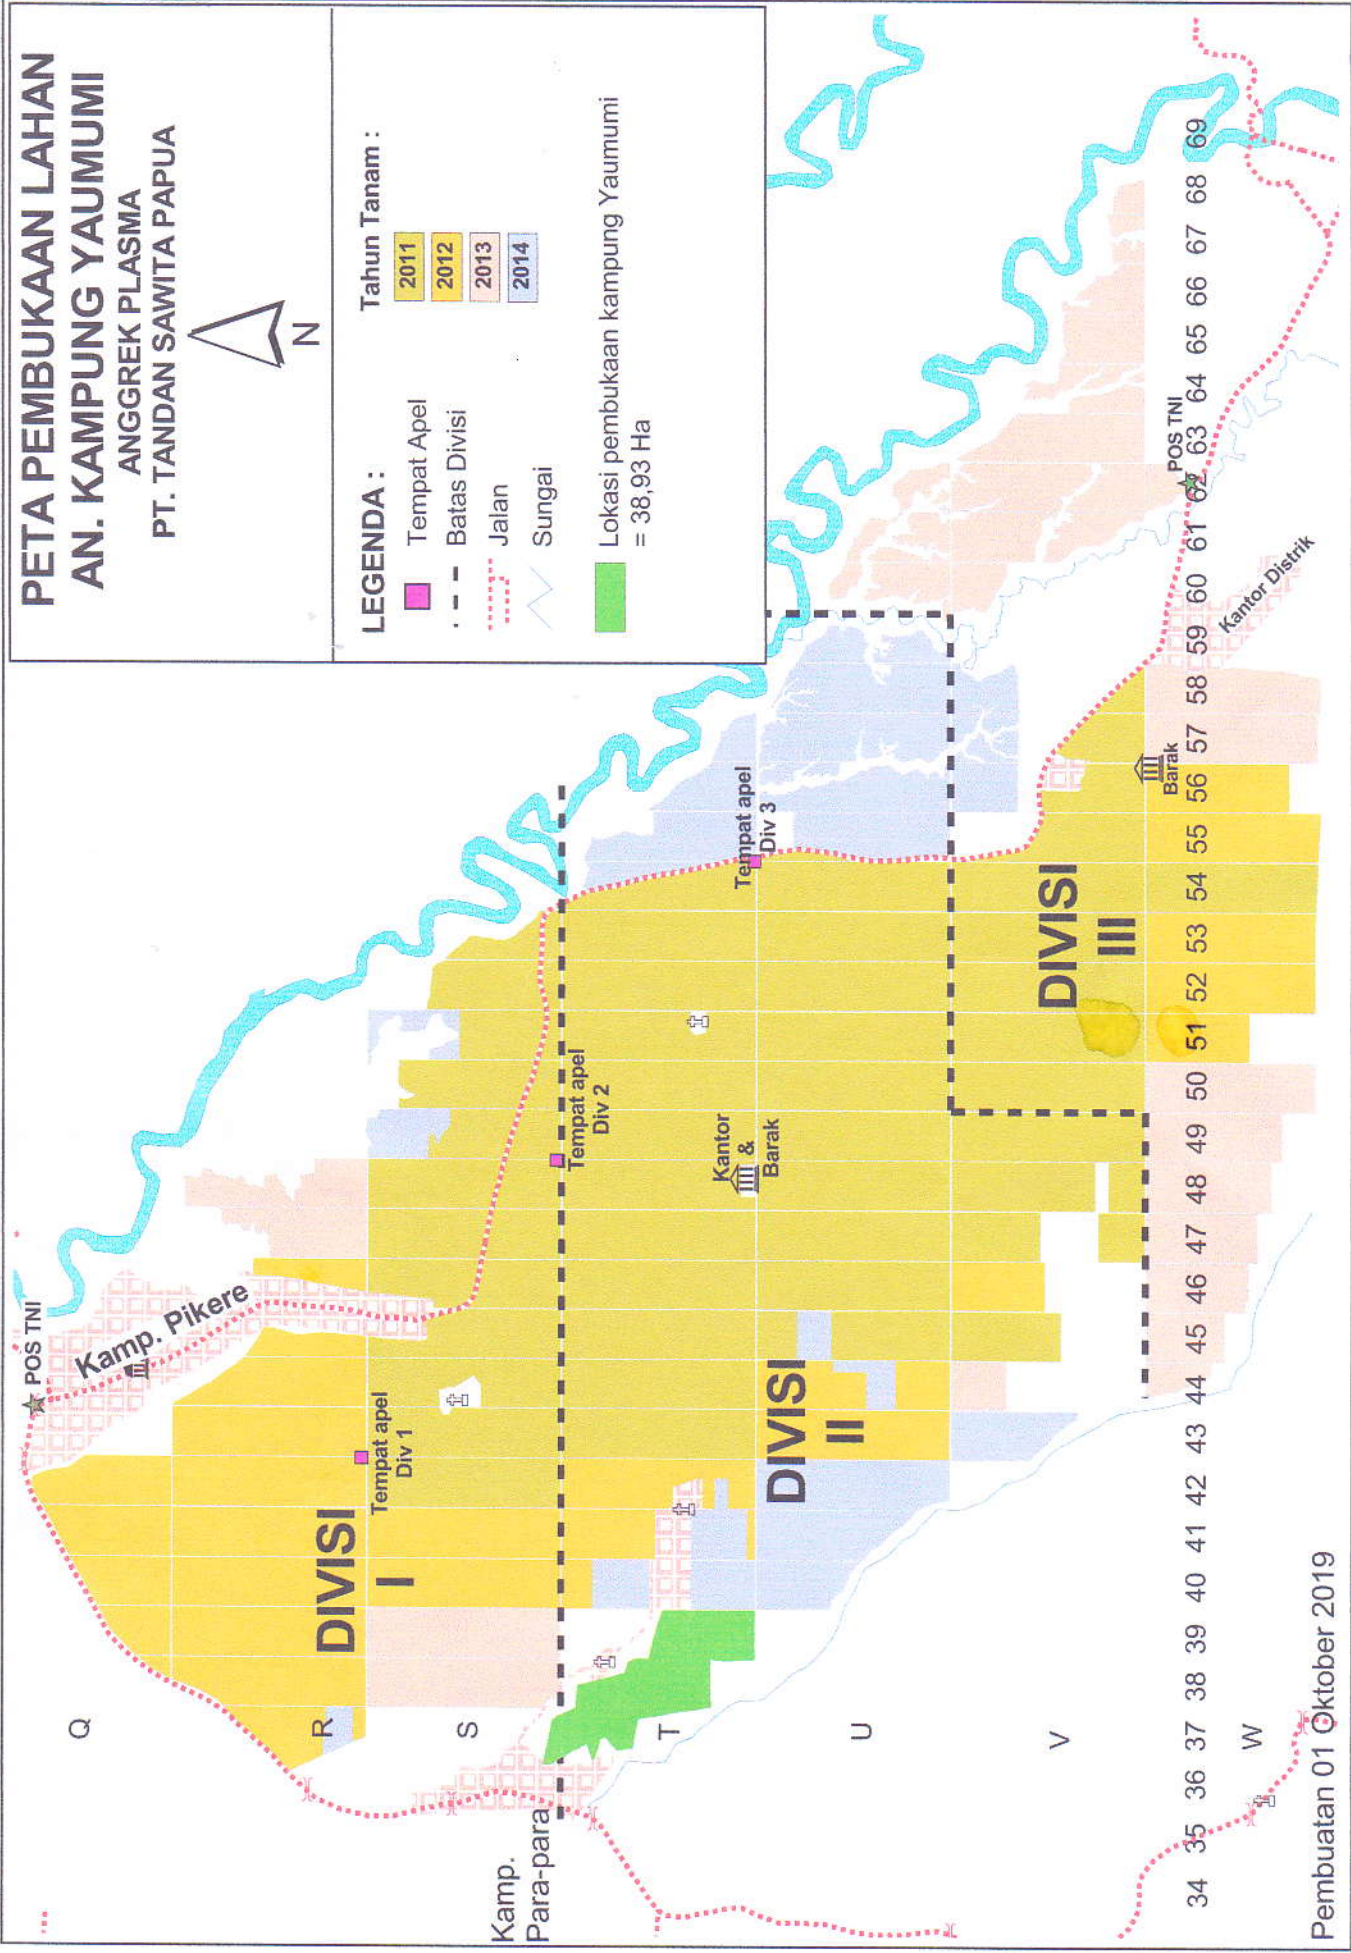 PETA PEMBUKAAN LAHAN
AN. KAMPUNG YAUMUMI
ANGGREK PLASMA
PT. TANDAN SAWITA PAPUA
N
LEGENDA :
Tempat Apel
Batas Divisi
Jalan
Sungai
Lokasi pembukaan kampung Yaumumi
= 38,93 Ha
Tahun Tanam :
2011
2012
2013
2014
POS TNI
Kamp. Pikere
Tempat apel
Div 1
DIVISI
I
Tempat apel
Div 2
Kantor
&
Barak
Tempat apel
Div 3
DIVISI
II
DIVISI
III
Barak
POS TNI
Kantor Distrik
Kamp.
Para-para
Q
R
S
T
U
V
W
34 35 36 37 38 39 40 41 42 43 44 45 46 47 48 49 50 51 52 53 54 55 56 57 58 59 60 61 62 63 64 65 66 67 68 69
Pembuatan 01 Oktober 2019